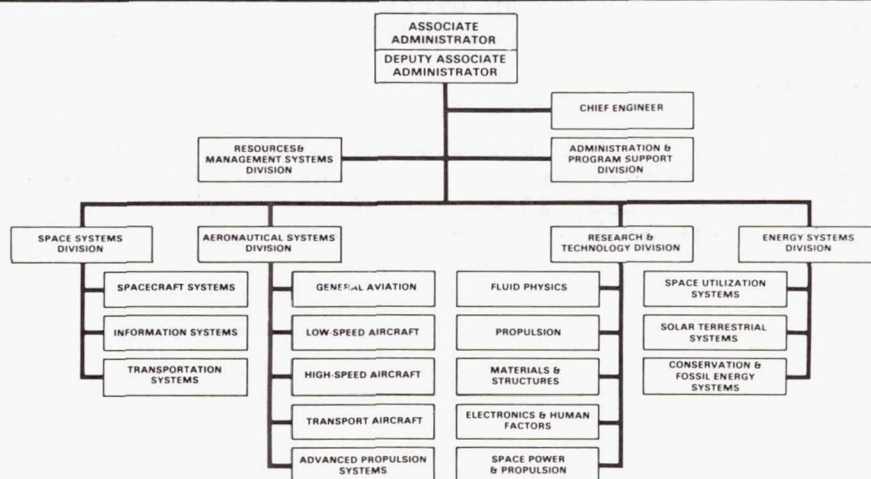 ASSOCIATE
ADMINISTRATOR
DEPUTY ASSOCIATE
ADMINISTRATOR
CHIEF ENGINEER
RESOURCES&
MANAGEMENT SYSTEMS
DIVISION
ADMINISTRATION &
PROGRAM SUPPORT
DIVISION
SPACE SYSTEMS
DIVISION
AERONAUTICAL SYSTEMS
DIVISION
RESEARCH &
TECHNOLOGY DIVISION
ENERGY SYSTEMS
DIVISION
SPACECRAFT SYSTEMS
INFORMATION SYSTEMS
TRANSPORTATION
SYSTEMS
GENERAL AVIATION
LOW-SPEED AIRCRAFT
HIGH-SPEED AIRCRAFT
TRANSPORT AIRCRAFT
ADVANCED PROPULSION
SYSTEMS
FLUID PHYSICS
PROPULSION
MATERIALS &
STRUCTURES
ELECTRONICS & HUMAN
FACTORS
SPACE POWER
& PROPULSION
SPACE UTILIZATION
SYSTEMS
SOLAR TERRESTRIAL
SYSTEMS
CONSERVATION &
FOSSIL ENERGY
SYSTEMS